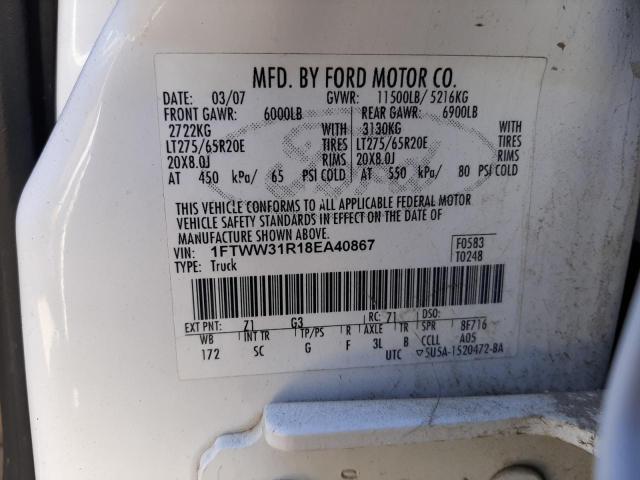 MFD. BY FORD MOTOR CO.
DATE: 03/07 GVWR: 11500LB/ 5216KG
FRONT GAWR: 6000LB REAR GAWR: 6900LB
2722KG WITH 3130KG WITH
LT275/65R20E TIRES LT275/65R20E TIRES
20X8.0J RIMS 20X8.0J RIMS
AT 450 kPa/ 65 PSI COLD AT 550 kPa/ 80 PSI COLD
THIS VEHICLE CONFORMS TO ALL APPLICABLE FEDERAL MOTOR
VEHICLE SAFETY STANDARDS IN EFFECT ON THE DATE OF
MANUFACTURE SHOWN ABOVE.
VIN: 1FTWW31R18EA40867 F0583
TYPE: Truck T0248
EXT PNT: Z1 G3 RC: 71 DSO:
WB INT TR TP/PS R AXLE TR SPR 8F716
172 SC G F 3L B CCLL A05
UTC ▽5U5A-1520472-BA
Ford